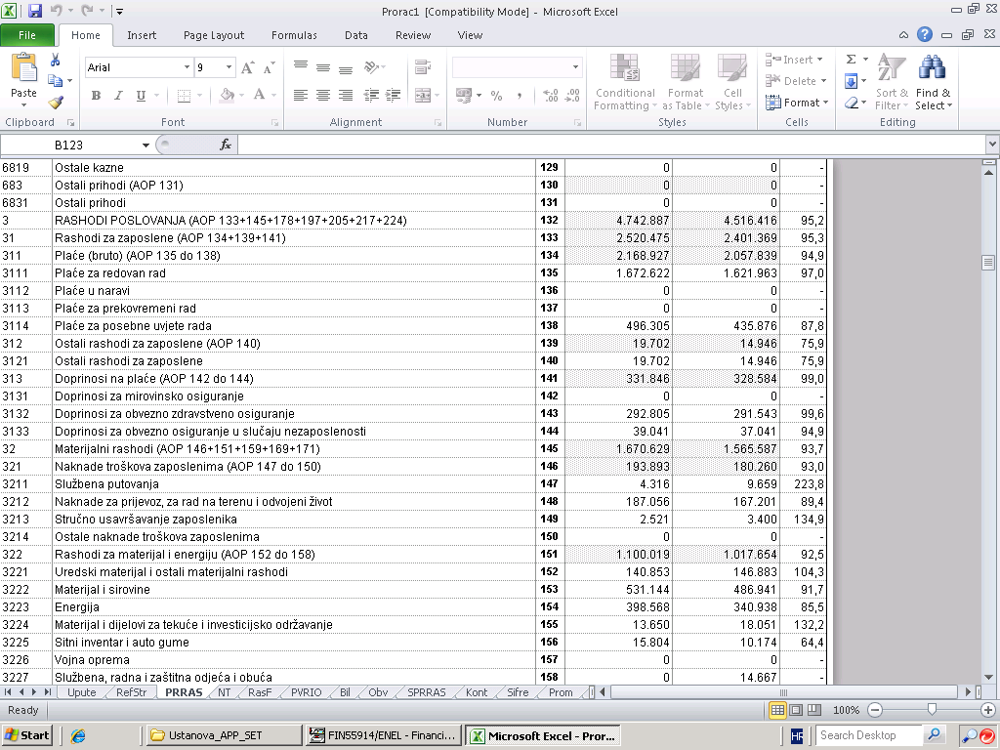 Prorac1 [Compatibility Mode] - Microsoft Excel
File Home Insert Page Layout Formulas Data Review View
Paste Arial 9 Conditional Formatting Format as Table Cell Styles Insert Delete Format Sort & Filter Find & Select
Clipboard Font Alignment Number Styles Cells Editing
B123 fx
6819 Ostale kazne 129 0 0 -
683 Ostali prihodi (AOP 131) 130 0 0 -
6831 Ostali prihodi 131 0 0 -
3 RASHODI POSLOVANJA (AOP 133+145+178+197+205+217+224) 132 4.742.887 4.516.416 95,2
31 Rashodi za zaposlene (AOP 134+139+141) 133 2.520.475 2.401.369 95,3
311 Plaće (bruto) (AOP 135 do 138) 134 2.168.927 2.057.839 94,9
3111 Plaće za redovan rad 135 1.672.622 1.621.963 97,0
3112 Plaće u naravi 136 0 0 -
3113 Plaće za prekovremeni rad 137 0 0 -
3114 Plaće za posebne uvjete rada 138 496.305 435.876 87,8
312 Ostali rashodi za zaposlene (AOP 140) 139 19.702 14.946 75,9
3121 Ostali rashodi za zaposlene 140 19.702 14.946 75,9
313 Doprinosi na plaće (AOP 142 do 144) 141 331.846 328.584 99,0
3131 Doprinosi za mirovinsko osiguranje 142 0 0 -
3132 Doprinosi za obvezno zdravstveno osiguranje 143 292.805 291.543 99,6
3133 Doprinosi za obvezno osiguranje u slučaju nezaposlenosti 144 39.041 37.041 94,9
32 Materijalni rashodi (AOP 146+151+159+169+171) 145 1.670.629 1.565.587 93,7
321 Naknade troškova zaposlenima (AOP 147 do 150) 146 193.893 180.260 93,0
3211 Službena putovanja 147 4.316 9.659 223,8
3212 Naknade za prijevoz, za rad na terenu i odvojeni život 148 187.056 167.201 89,4
3213 Stručno usavršavanje zaposlenika 149 2.521 3.400 134,9
3214 Ostale naknade troškova zaposlenima 150 0 0 -
322 Rashodi za materijal i energiju (AOP 152 do 158) 151 1.100.019 1.017.654 92,5
3221 Uredski materijal i ostali materijalni rashodi 152 140.853 146.883 104,3
3222 Materijal i sirovine 153 531.144 486.941 91,7
3223 Energija 154 398.568 340.938 85,5
3224 Materijal i dijelovi za tekuće i investicijsko održavanje 155 13.650 18.051 132,2
3225 Sitni inventar i auto gume 156 15.804 10.174 64,4
3226 Vojna oprema 157 0 0 -
3227 Službena, radna i zaštitna odjeća i obuća 158 0 14.667 -
Upute RefStr PRRAS NT RasF PVRIO Bil Obv SPRRAS Kont Sifre Prom
Ready 100%
Start Ustanova_APP_SET FIN55914/ENEL - Financi... Microsoft Excel - Pror... HR Search Desktop